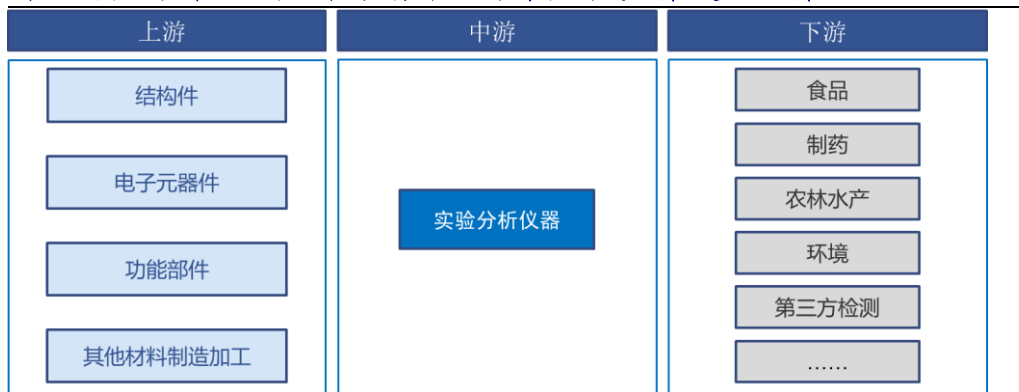 上游
中游
下游
结构件
电子元器件
功能部件
其他材料制造加工
实验分析仪器
食品
制药
农林水产
环境
第三方检测
……